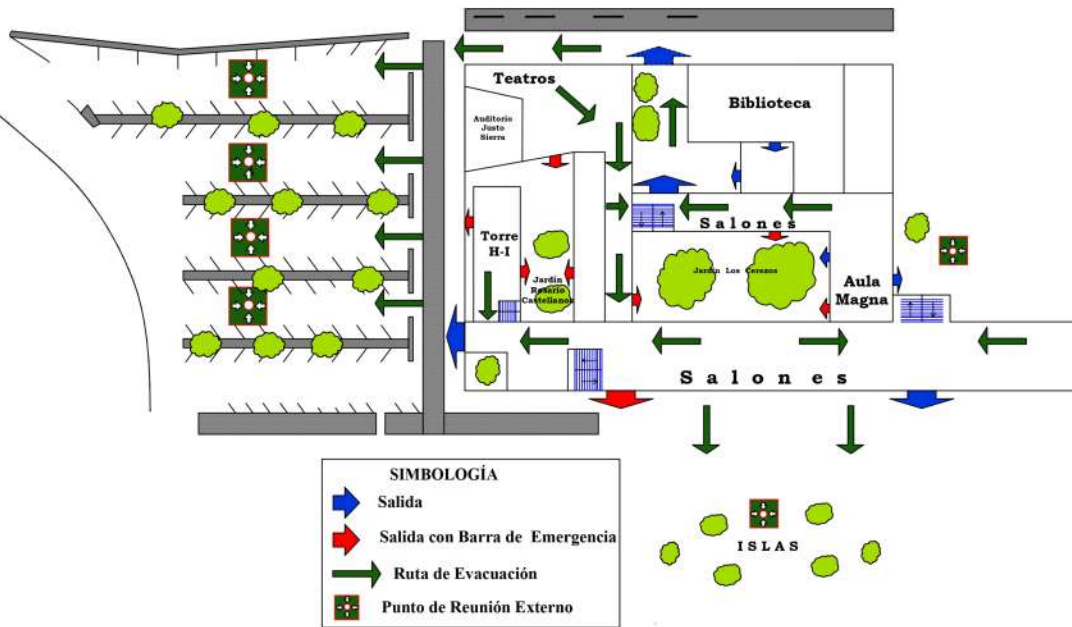 Teatros
Biblioteca
Auditorio
Justo
Sierra
Salones
Torre
H-I
Jardín Los Cerezos
Jardín
Rosario
Castellanos
Aula
Magna
Salones
SIMBOLOGÍA
Salida
Salida con Barra de Emergencia
Ruta de Evacuación
Punto de Reunión Externo
ISLAS